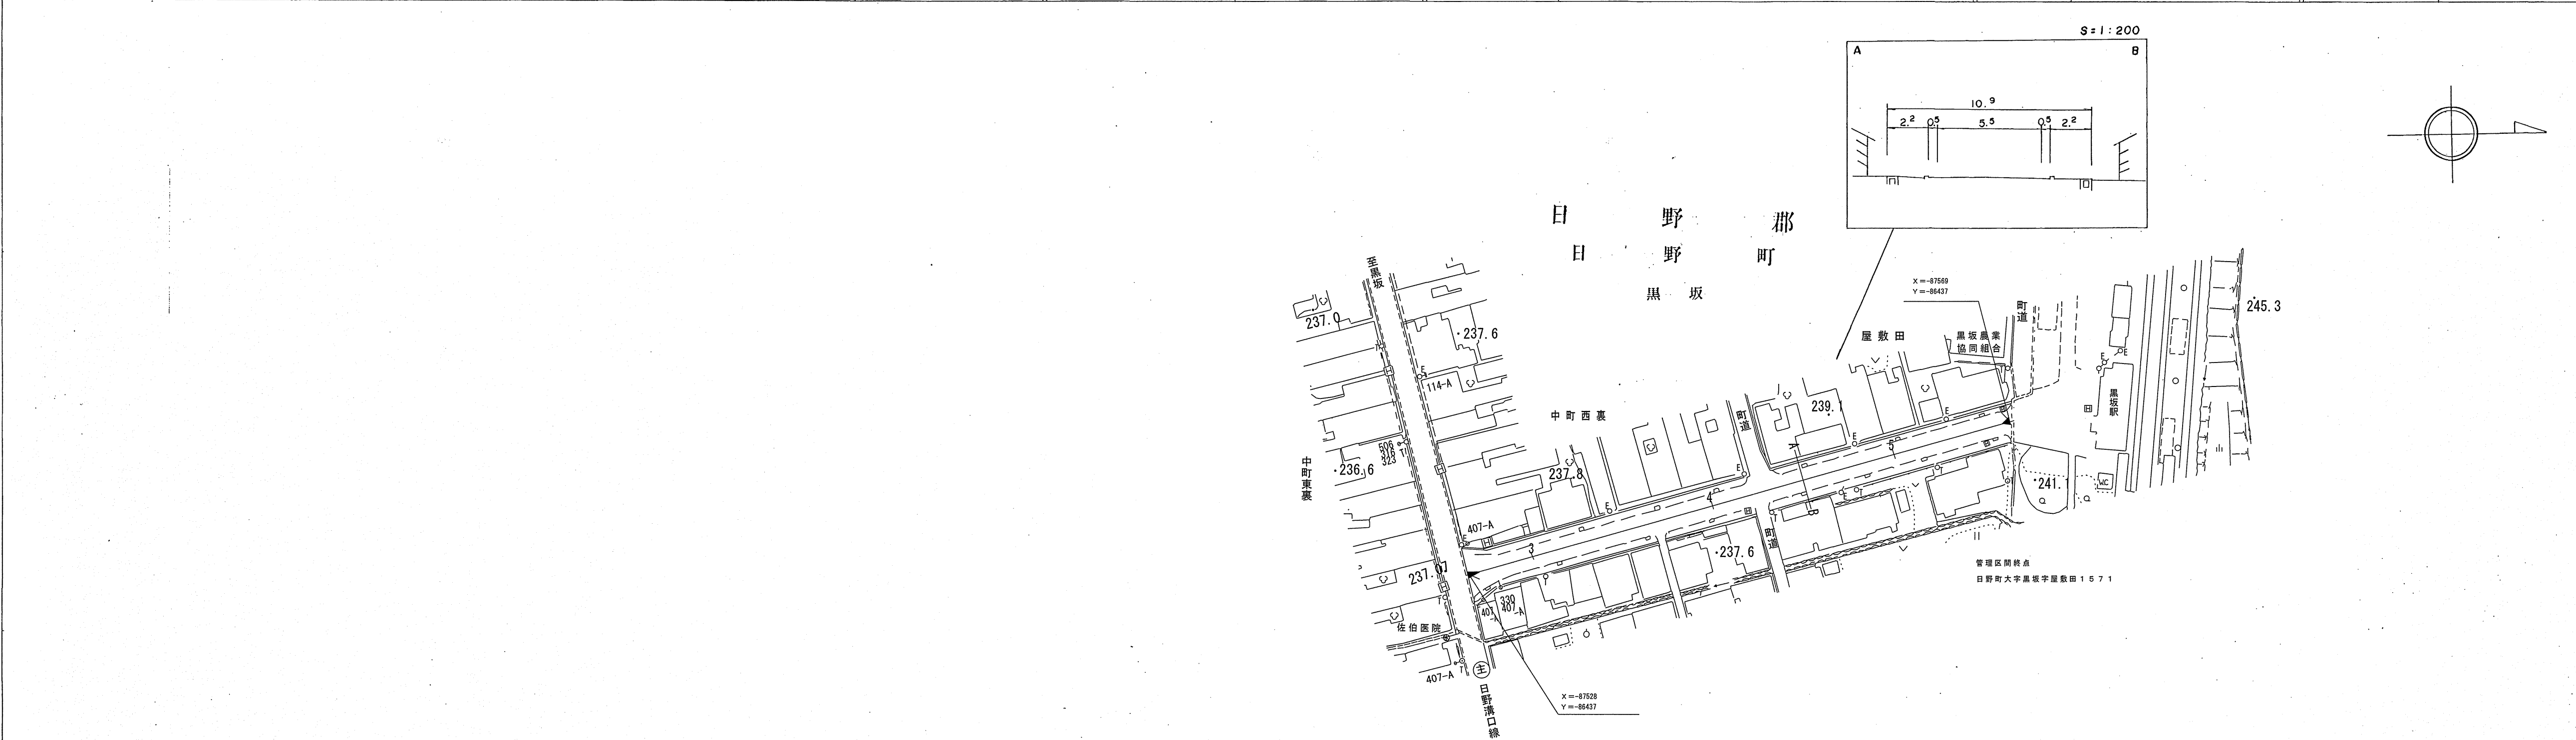 S=1:200
A
B
10.9
2.2 0.5 5.5 0.5 2.2
日野郡
日野町
黒坂
至黒坂
237.0
237.6
E
114-A
中町西裏
中町東裏
506
316
323
T
236.6
237.8
407-A
E
3
237.07
T
佐伯医院
407-A
T
主
日野溝口線
339
407-A
407-A
X=-87528
Y=-86437
町道
239.1
A
B
4
5
E
E
E
E
237.6
町道
屋敷田
黒坂農業
協同組合
X=-87569
Y=-86437
町道
E
E
黒坂駅
WC
241.1
245.3
管理区間終点
日野町大字黒坂字屋敷田1571